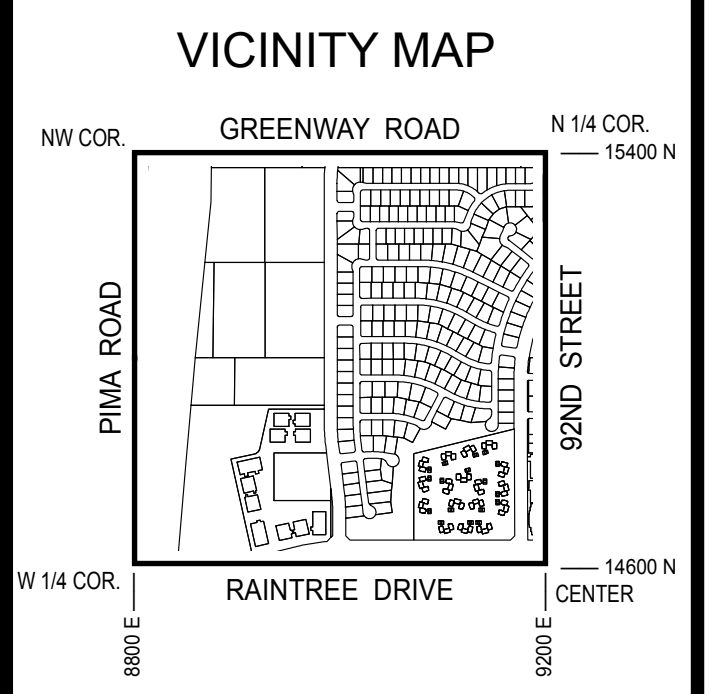 VICINITY MAP
NW COR.
GREENWAY ROAD
N 1/4 COR.
15400 N
PIMA ROAD
92ND STREET
W 1/4 COR.
RAINTREE DRIVE
14600 N
CENTER
8800 E
9200 E